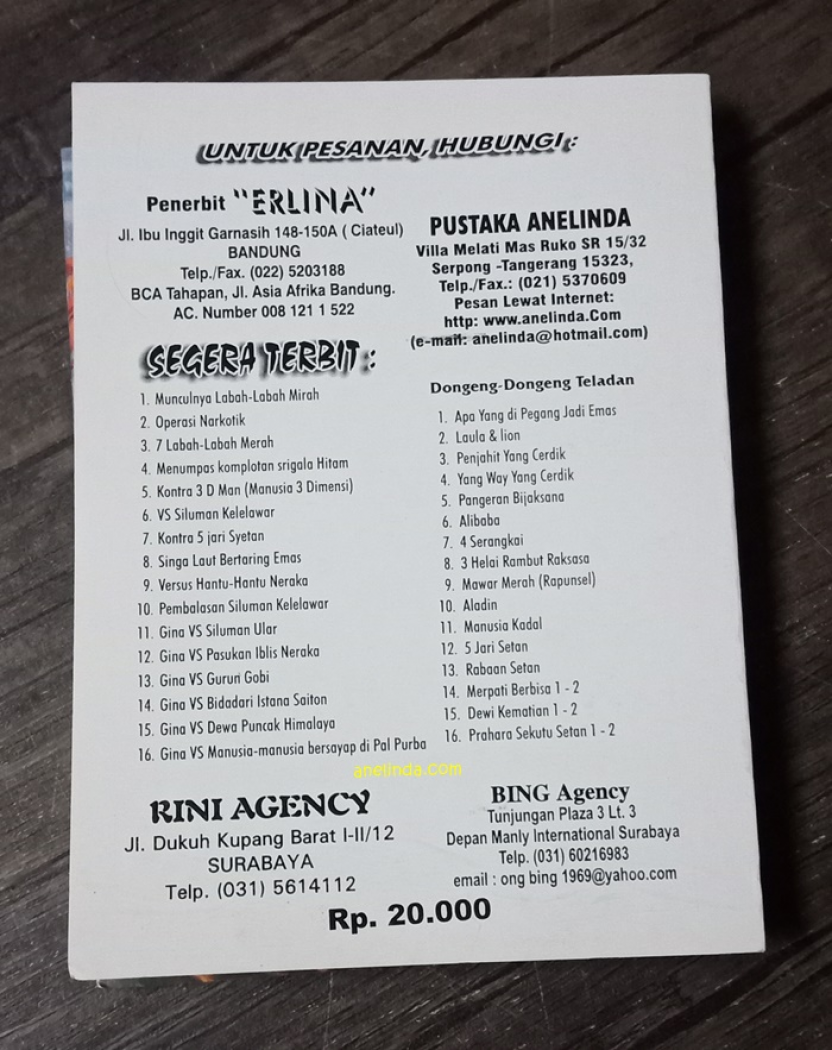 UNTUK PESANAN, HUBUNGI :
Penerbit "ERLINA"
Jl. Ibu Inggit Garnasih 148-150A ( Ciateul)
BANDUNG
Telp./Fax. (022) 5203188
BCA Tahapan, Jl. Asia Afrika Bandung.
AC. Number 008 121 1 522
PUSTAKA ANELINDA
Villa Melati Mas Ruko SR 15/32
Serpong -Tangerang 15323,
Telp./Fax.: (021) 5370609
Pesan Lewat Internet:
http: www.anelinda.Com
(e-mail: anelinda@hotmail.com)
SEGERA TERBIT :
1. Munculnya Labah-Labah Mirah
2. Operasi Narkotik
3. 7 Labah-Labah Merah
4. Menumpas komplotan srigala Hitam
5. Kontra 3 D Man (Manusia 3 Dimensi)
6. VS Siluman Kelelawar
7. Kontra 5 jari Syetan
8. Singa Laut Bertaring Emas
9. Versus Hantu-Hantu Neraka
10. Pembalasan Siluman Kelelawar
11. Gina VS Siluman Ular
12. Gina VS Pasukan Iblis Neraka
13. Gina VS Gurun Gobi
14. Gina VS Bidadari Istana Saiton
15. Gina VS Dewa Puncak Himalaya
16. Gina VS Manusia-manusia bersayap di Pal Purba
Dongeng-Dongeng Teladan
1. Apa Yang di Pegang Jadi Emas
2. Laula & lion
3. Penjahit Yang Cerdik
4. Yang Way Yang Cerdik
5. Pangeran Bijaksana
6. Alibaba
7. 4 Serangkai
8. 3 Helai Rambut Raksasa
9. Mawar Merah (Rapunsel)
10. Aladin
11. Manusia Kadal
12. 5 Jari Setan
13. Rabaan Setan
14. Merpati Berbisa 1 - 2
15. Dewi Kematian 1 - 2
16. Prahara Sekutu Setan 1 - 2
anelinda.com
RINI AGENCY
Jl. Dukuh Kupang Barat I-II/12
SURABAYA
Telp. (031) 5614112
BING Agency
Tunjungan Plaza 3 Lt. 3
Depan Manly International Surabaya
Telp. (031) 60216983
email : ong bing 1969@yahoo.com
Rp. 20.000